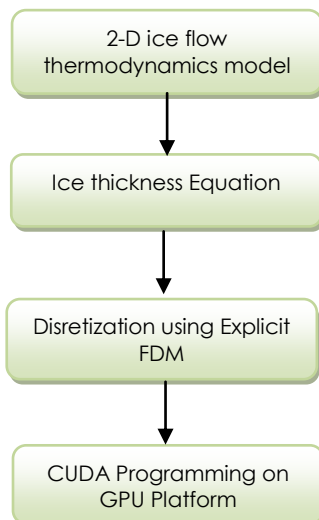 2-D ice flow
thermodynamics model
Ice thickness Equation
Disretization using Explicit
FDM
CUDA Programming on
GPU Platform